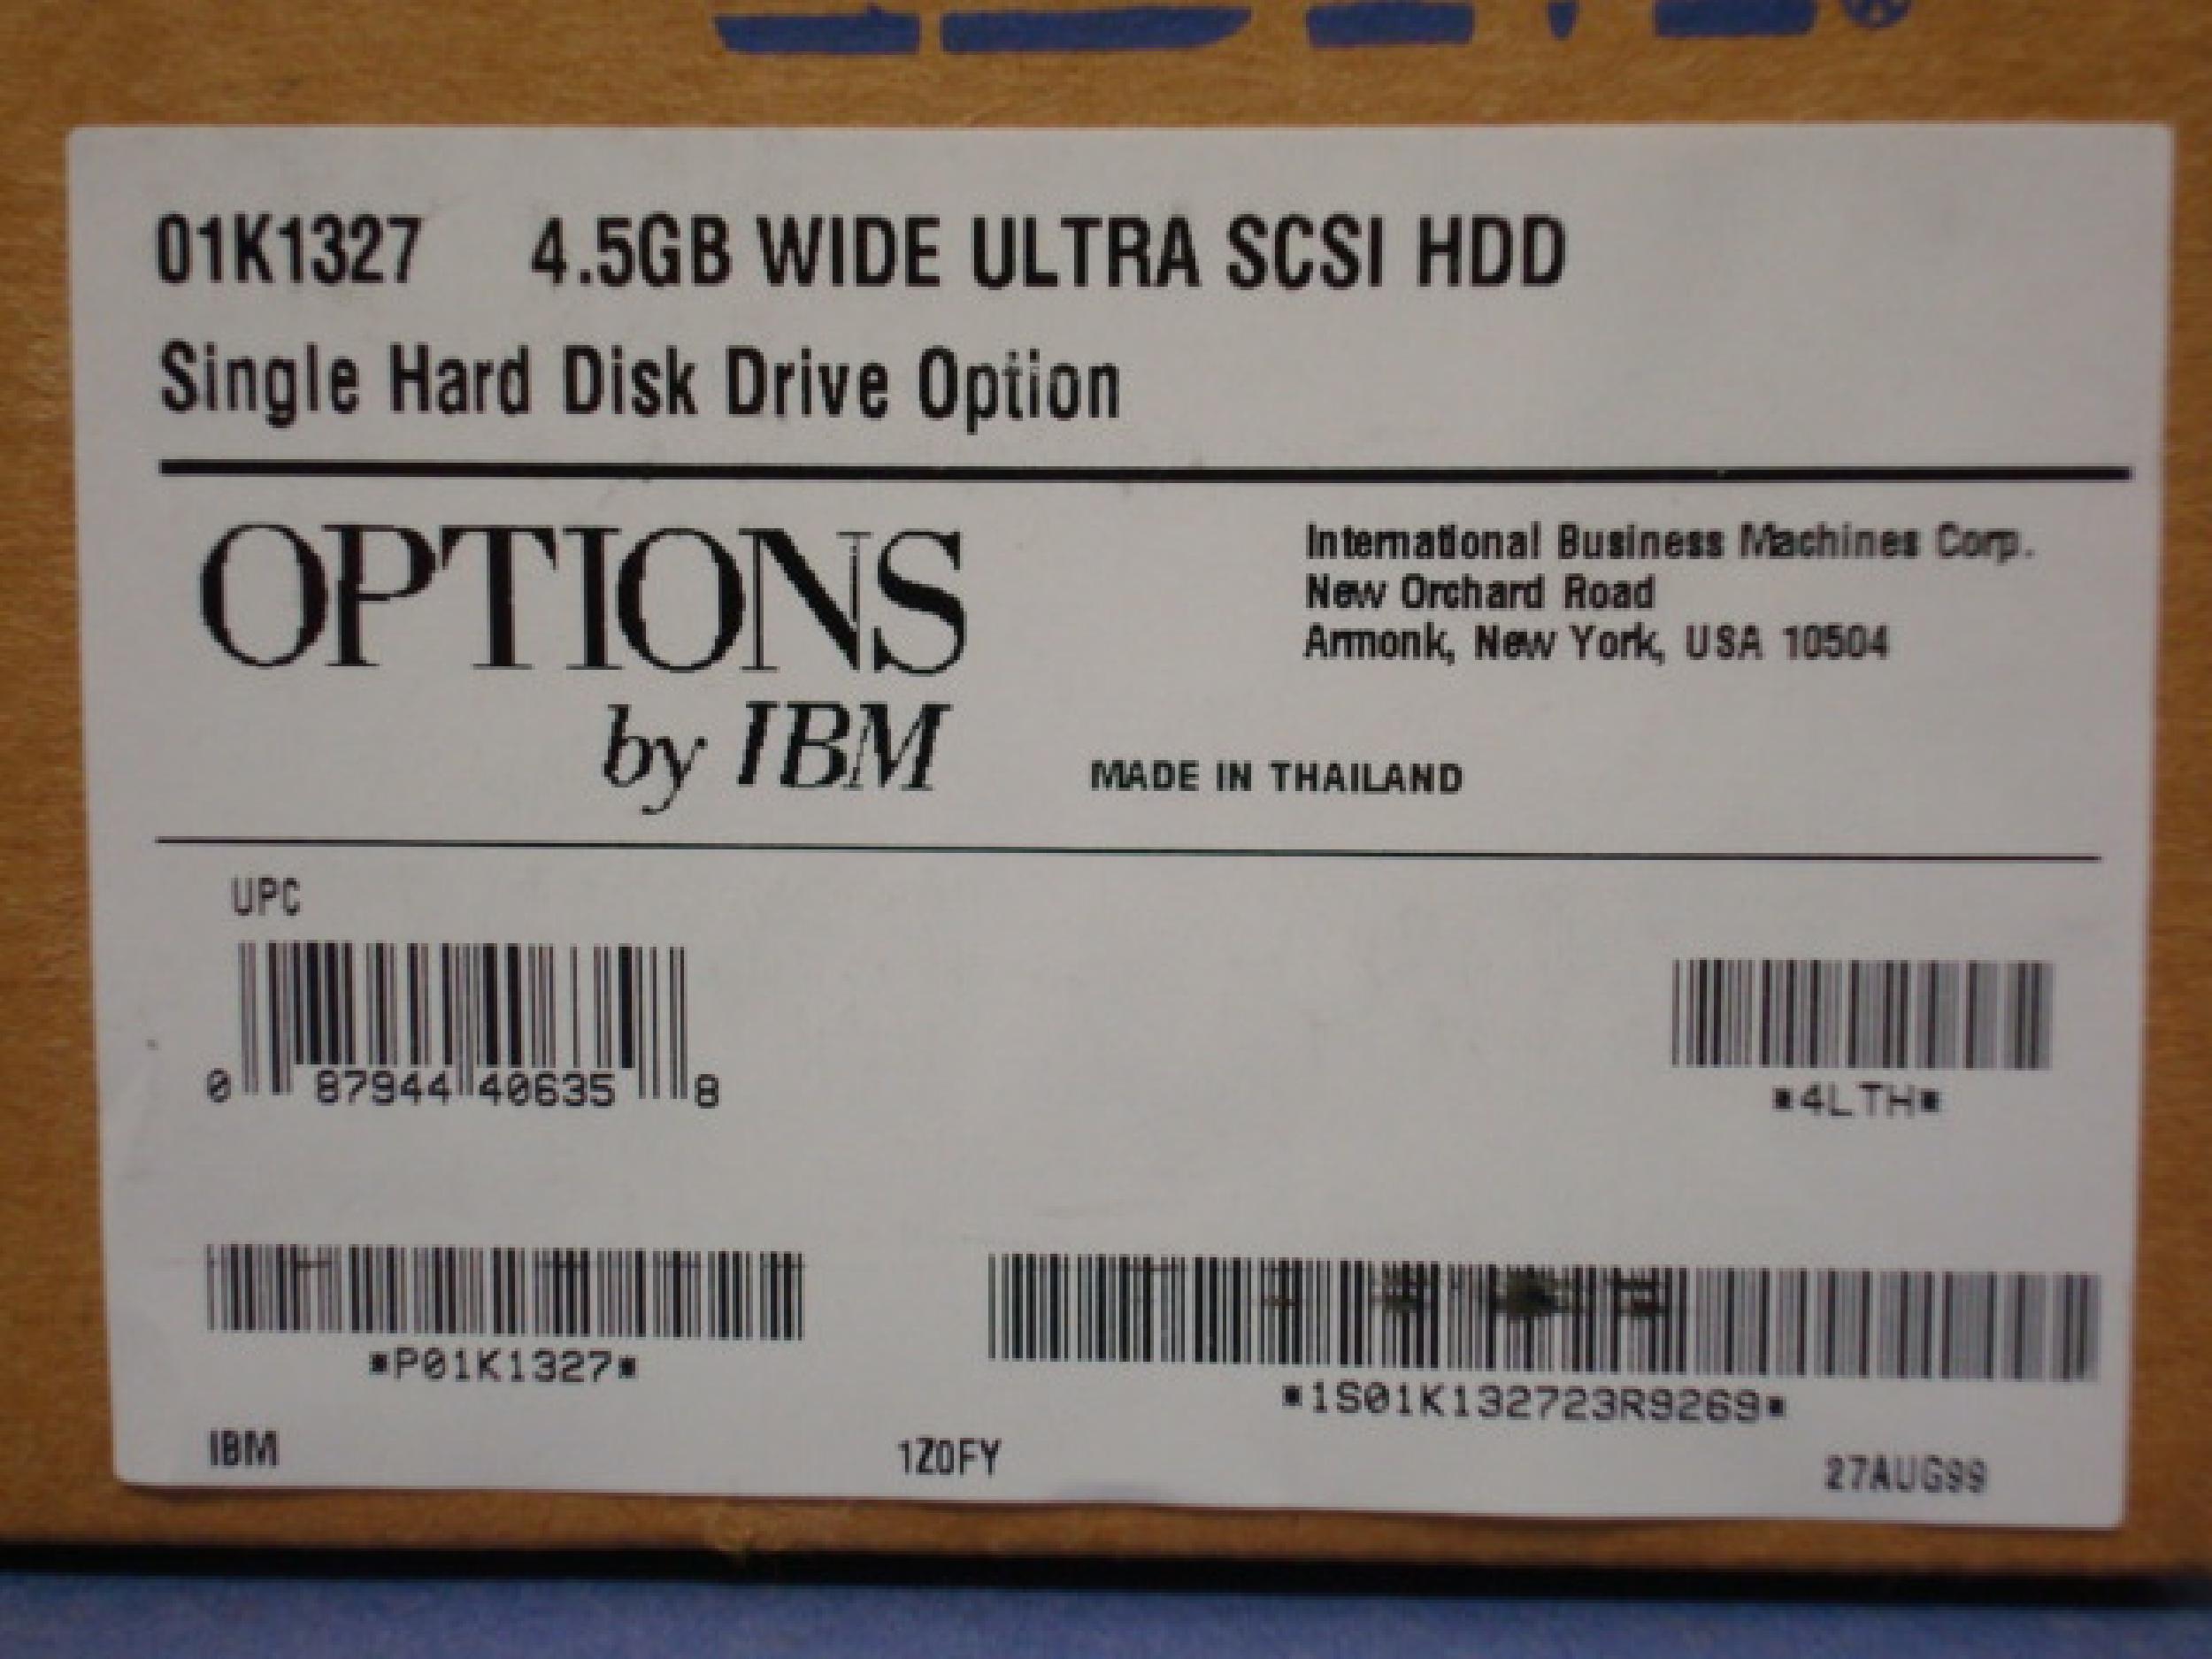 01K1327 4.5GB WIDE ULTRA SCSI HDD
Single Hard Disk Drive Option
OPTIONS
by IBM
International Business Machines Corp.
New Orchard Road
Armonk, New York, USA 10504
MADE IN THAILAND
UPC
0 87944 40635 8
*4LTH*
*P01K1327*
*1S01K132723R9269*
IBM 1Z0FY 27AUG99